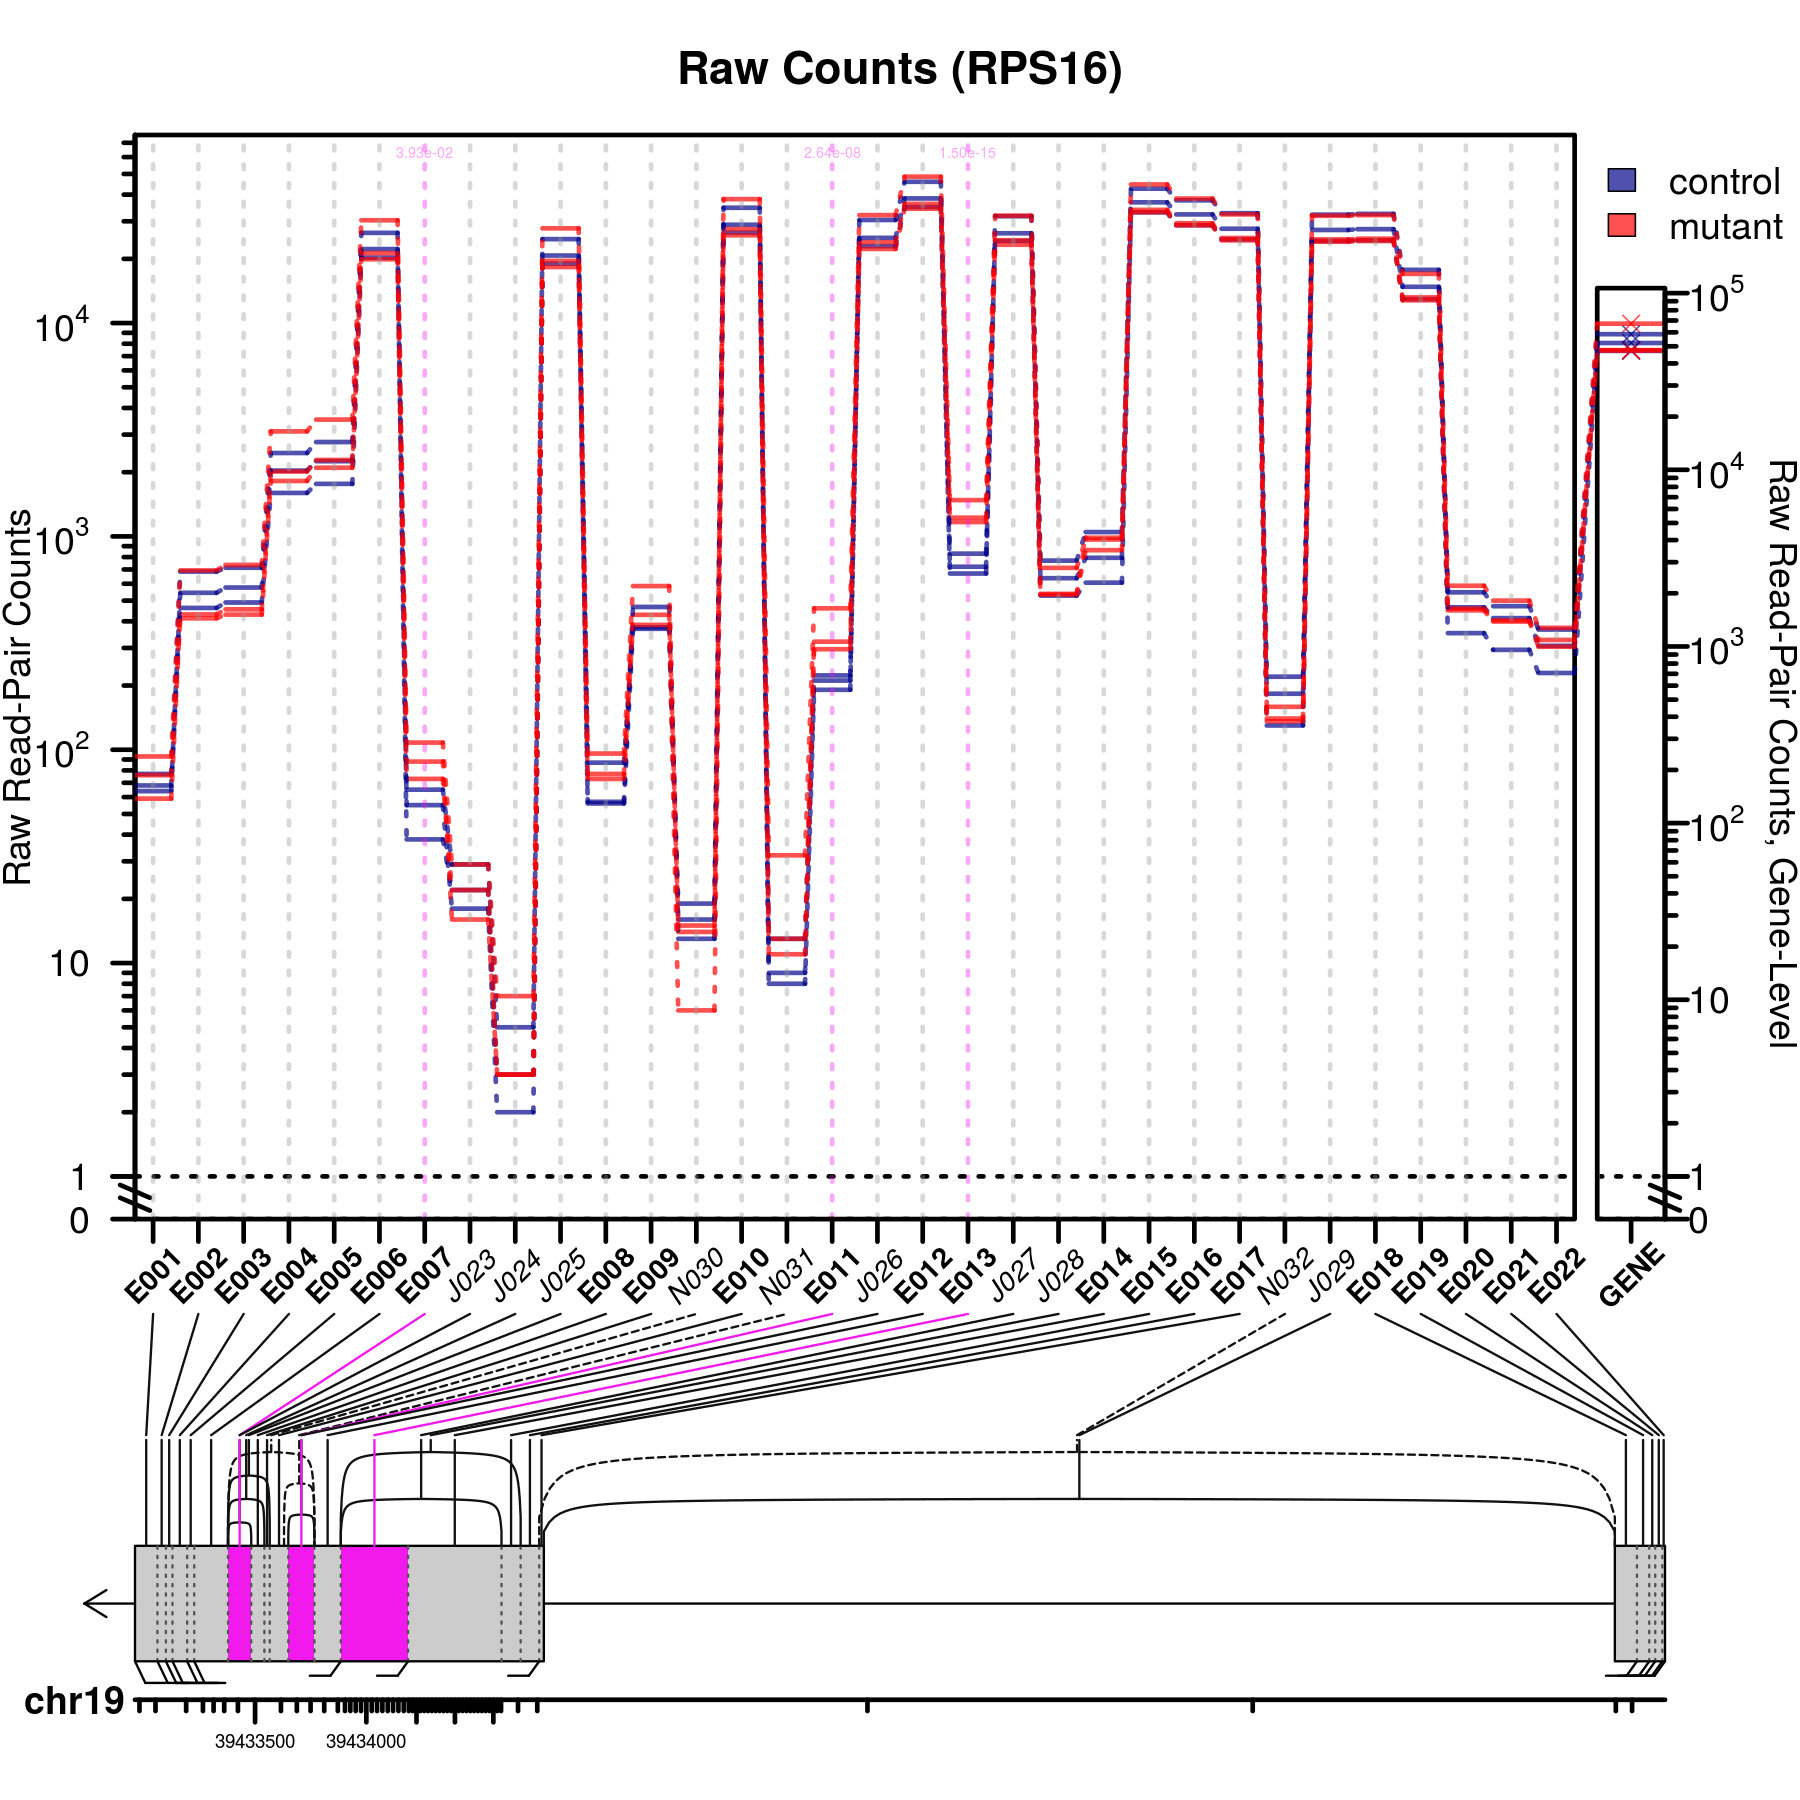 Raw Counts (RPS16)
3.93e-02 2.64e-08 1.50e-15
control
mutant
Raw Read-Pair Counts
10^4
10^3
10^2
10
1
0
10^5
10^4
10^3
10^2
10
1
0
Raw Read-Pair Counts, Gene-Level
E001 E002 E003 E004 E005 E006 E007 J023 J024 J025 E008 E009 N030 E010 N031 E011 J026 E012 E013 J027 J028 E014 E015 E016 E017 N032 J029 E018 E019 E020 E021 E022 GENE
chr19
39433500 39434000